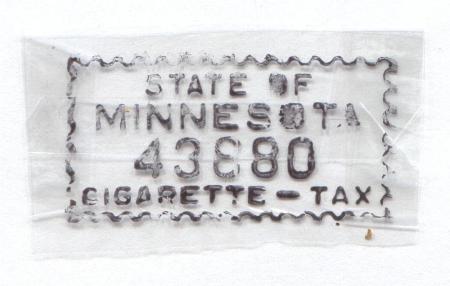 STATE OF
MINNESOTA
43880
CIGARETTE - TAX